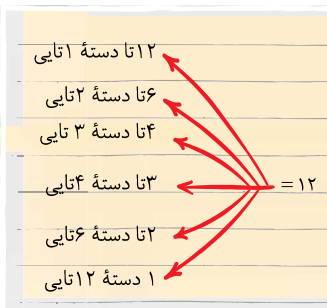 ۱۲تا دستهٔ ۱تایی
۶تا دستهٔ ۲تایی
۴تا دستهٔ ۳ تایی
۳تا دستهٔ ۴تایی
۱۲ =
۲تا دستهٔ ۶تایی
۱ دستهٔ ۱۲تایی